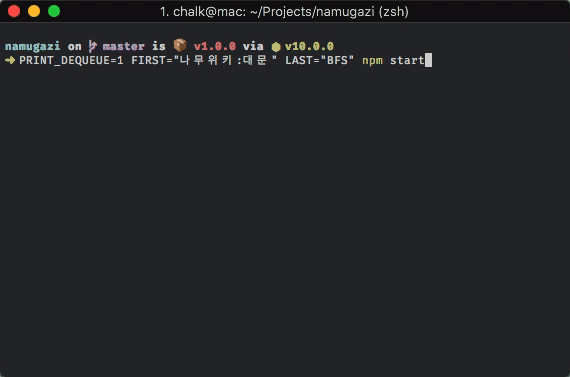 1. chalk@mac: ~/Projects/namugazi (zsh)
namugazi on master is 📦 v1.0.0 via ⬢ v10.0.0
➜ PRINT_DEQUEUE=1 FIRST="나무위키:대문" LAST="BFS" npm start